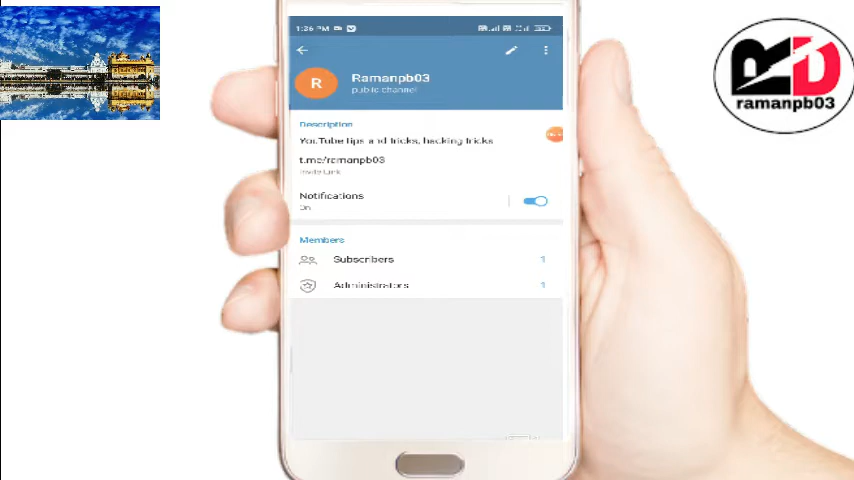 1:26 PM
Ramanpb03
public channel
R
Description
YouTube tips and tricks, hacking tricks
t.me/ramanpb03
Invite Link
Notifications
On
Members
Subscribers 1
Administrators 1
RD
ramanpb03